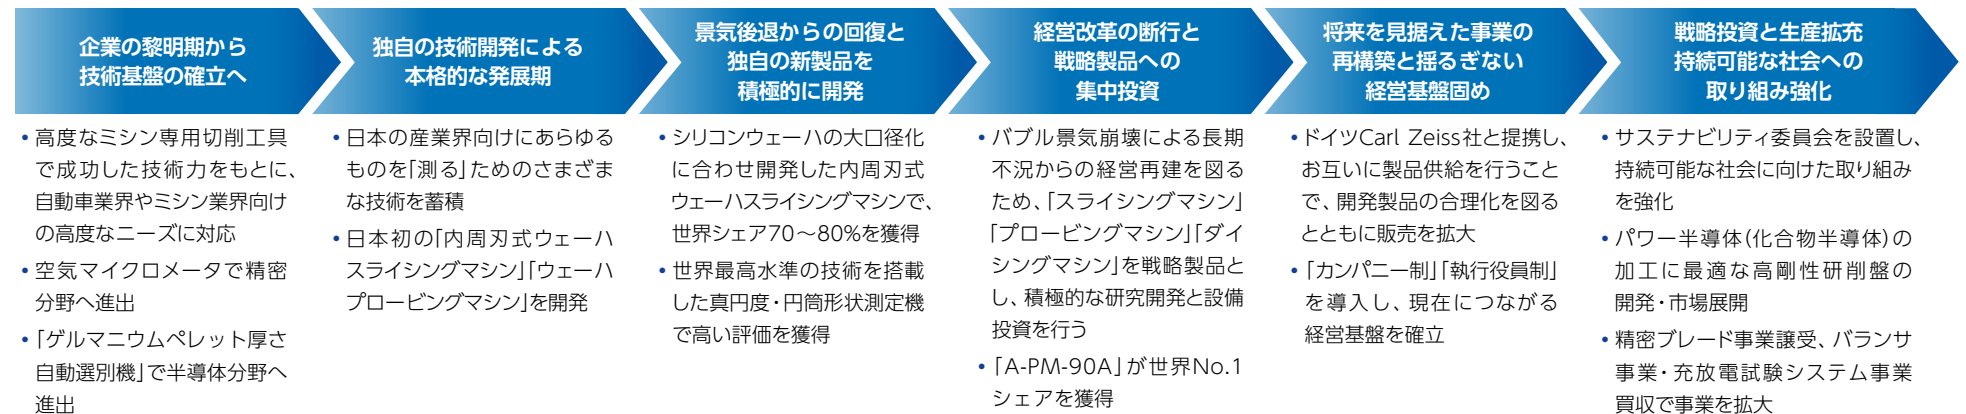 企業の黎明期から
技術基盤の確立へ
• 高度なミシン専用切削工具
で成功した技術力をもとに、
自動車業界やミシン業界向け
の高度なニーズに対応
• 空気マイクロメータで精密
分野へ進出
• 「ゲルマニウムペレット厚さ
自動選別機」で半導体分野へ
進出
独自の技術開発による
本格的な発展期
• 日本の産業界向けにあらゆる
ものを「測る」ためのさまざま
な技術を蓄積
• 日本初の「内周刃式ウェーハ
スライシングマシン」「ウェーハ
プロービングマシン」を開発
景気後退からの回復と
独自の新製品を
積極的に開発
• シリコンウェーハの大口径化
に合わせ開発した内周刃式
ウェーハスライシングマシンで、
世界シェア70〜80%を獲得
• 世界最高水準の技術を搭載
した真円度・円筒形状測定機
で高い評価を獲得
経営改革の断行と
戦略製品への
集中投資
• バブル景気崩壊による長期
不況からの経営再建を図る
ため、「スライシングマシン」
「プロービングマシン」「ダイ
シングマシン」を戦略製品と
し、積極的な研究開発と設備
投資を行う
• 「A-PM-90A」が世界No.1
シェアを獲得
将来を見据えた事業の
再構築と揺るぎない
経営基盤固め
• ドイツCarl Zeiss社と提携し、
お互いに製品供給を行うこと
で、開発製品の合理化を図る
とともに販売を拡大
• 「カンパニー制」「執行役員制」
を導入し、現在につながる
経営基盤を確立
戦略投資と生産拡充
持続可能な社会への
取り組み強化
• サステナビリティ委員会を設置し、
持続可能な社会に向けた取り組み
を強化
• パワー半導体(化合物半導体)の
加工に最適な高剛性研削盤の
開発・市場展開
• 精密ブレード事業譲受、バランサ
事業・充放電試験システム事業
買収で事業を拡大